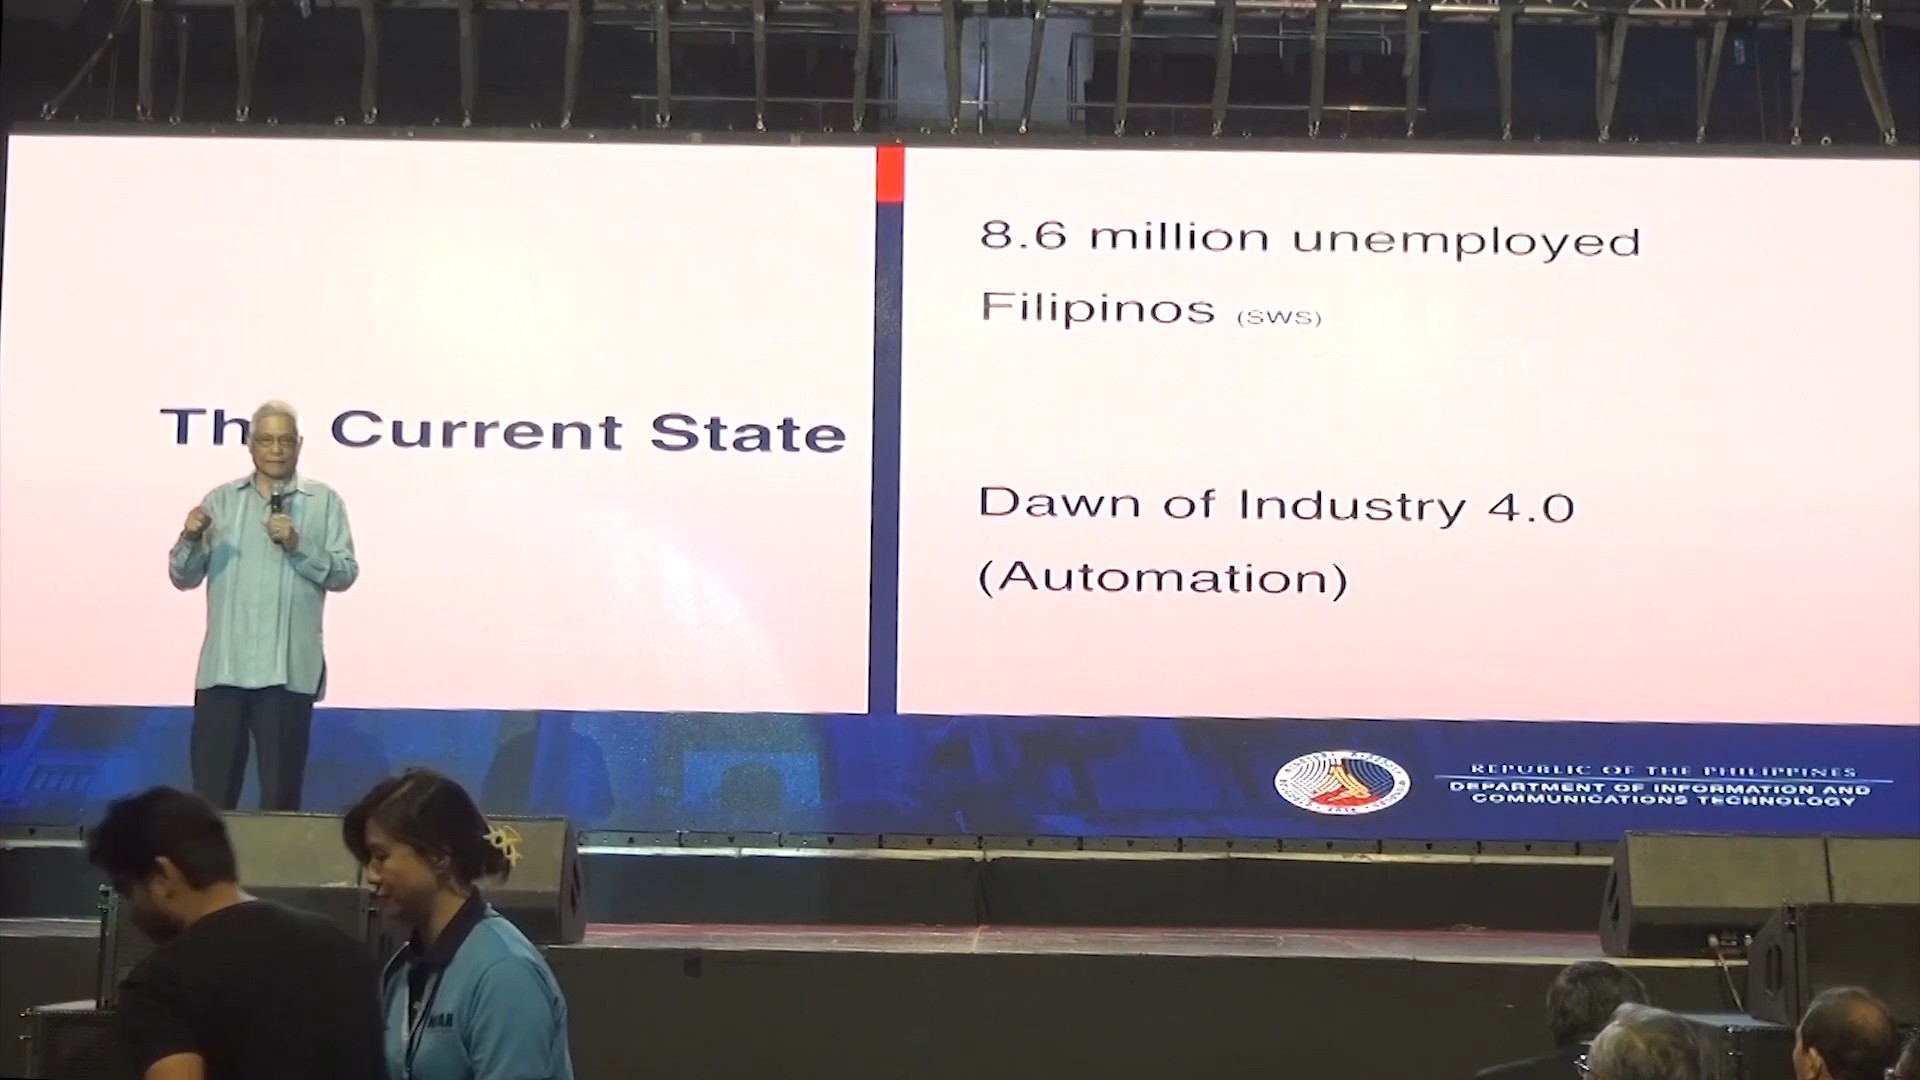 The Current State
8.6 million unemployed
Filipinos (SWS)
Dawn of Industry 4.0
(Automation)
REPUBLIC OF THE PHILIPPINES
DEPARTMENT OF INFORMATION AND
COMMUNICATIONS TECHNOLOGY